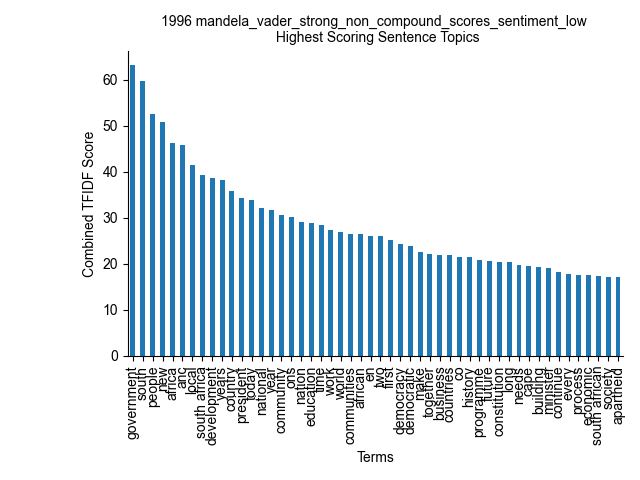 1996 mandela_vader_strong_non_compound_scores_sentiment_low
Highest Scoring Sentence Topics
Combined TFIDF Score
60
50
40
30
20
10
0
government
south
people
new
africa
anc
local
south africa
development
years
country
president
today
national
year
community
ons
nation
education
time
work
world
communities
african
en
two
first
democracy
democratic
make
together
business
countries
co
history
programme
future
constitution
long
needs
cape
building
minister
continue
every
process
economic
south african
society
apartheid
Terms